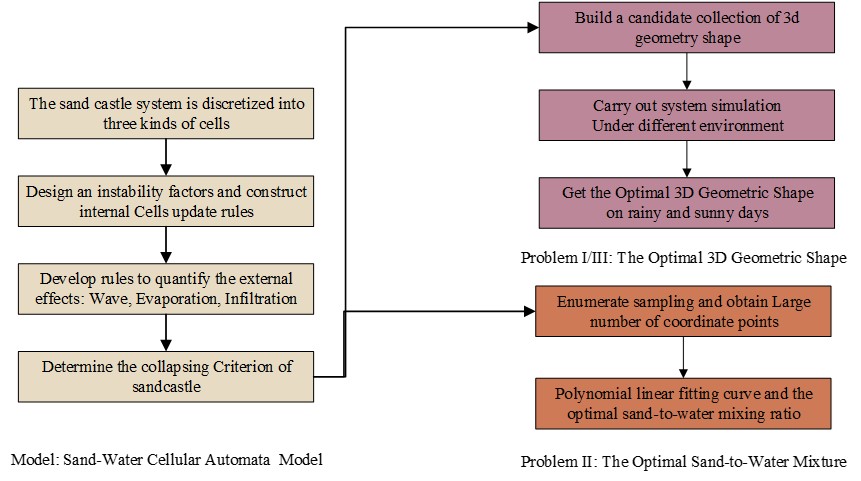 The sand castle system is discretized into
three kinds of cells
Design an instability factors and construct
internal Cells update rules
Develop rules to quantify the external
effects: Wave, Evaporation, Infiltration
Determine the collapsing Criterion of
sandcastle
Model: Sand-Water Cellular Automata Model
Build a candidate collection of 3d
geometry shape
Carry out system simulation
Under different environment
Get the Optimal 3D Geometric Shape
on rainy and sunny days
Problem I/III: The Optimal 3D Geometric Shape
Enumerate sampling and obtain Large
number of coordinate points
Polynomial linear fitting curve and the
optimal sand-to-water mixing ratio
Problem II: The Optimal Sand-to-Water Mixture